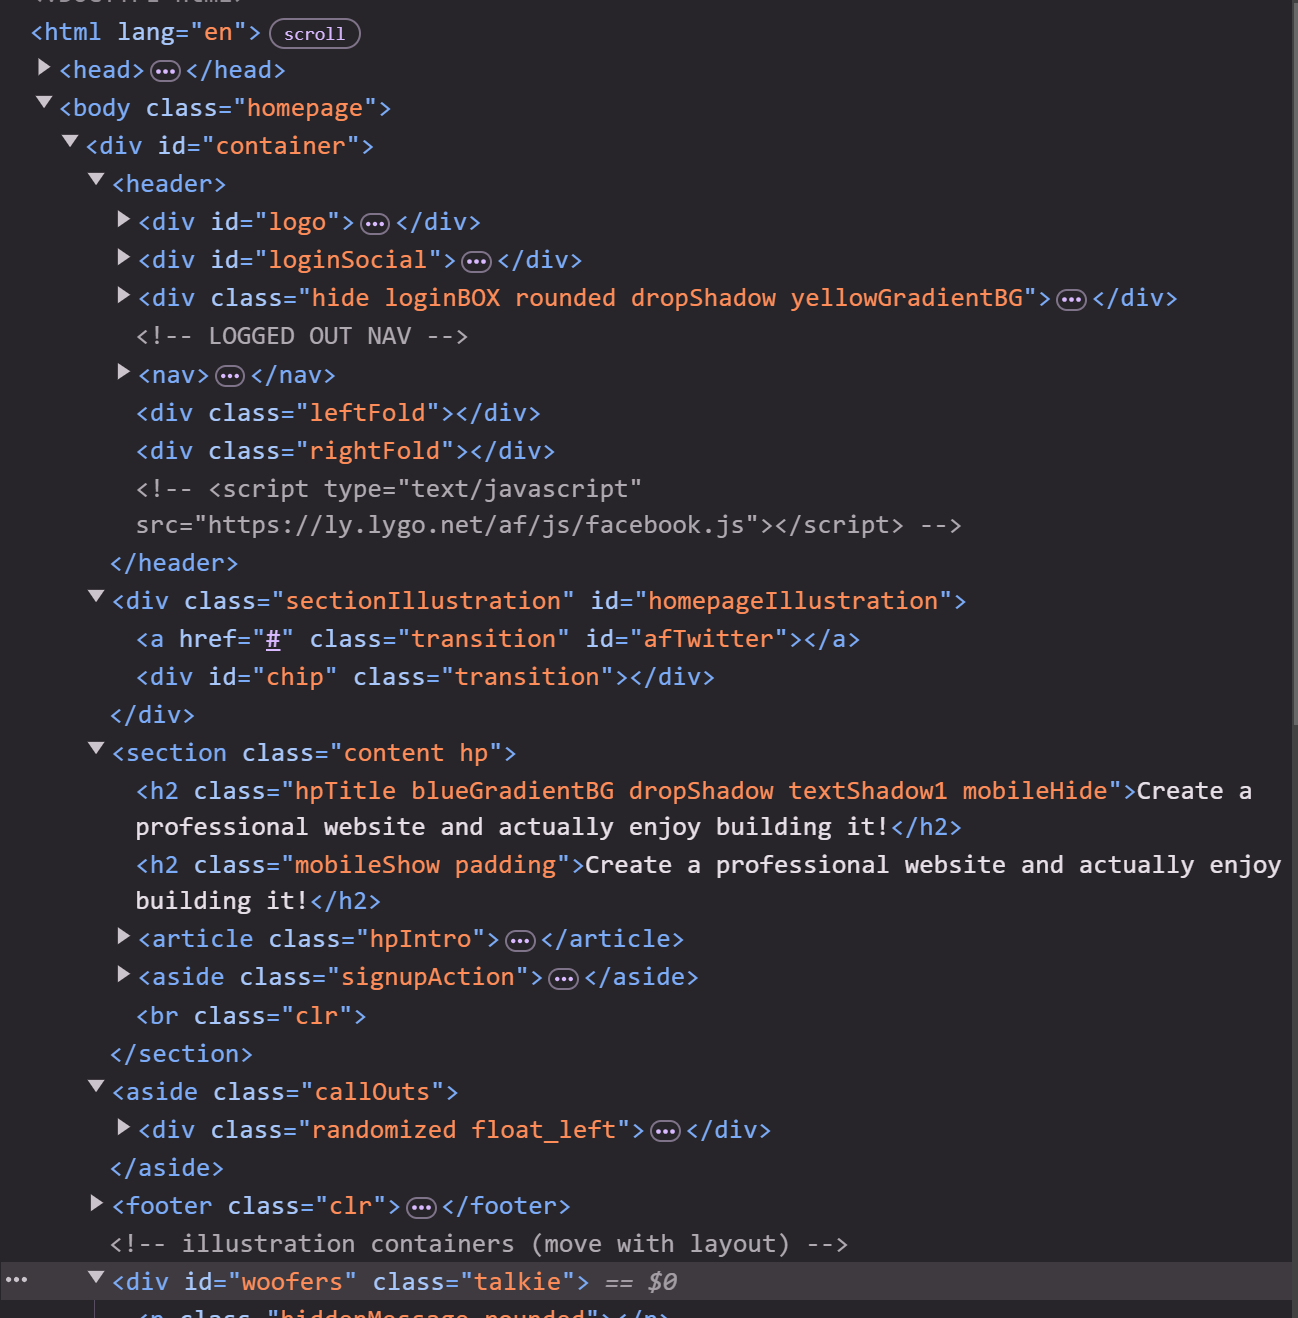 <!DOCTYPE html>
<html lang="en"> scroll
<head> ••• </head>
<body class="homepage">
<div id="container">
<header>
<div id="logo"> ••• </div>
<div id="loginSocial"> ••• </div>
<div class="hide loginBOX rounded dropShadow yellowGradientBG"> ••• </div>
<!-- LOGGED OUT NAV -->
<nav> ••• </nav>
<div class="leftFold"></div>
<div class="rightFold"></div>
<!-- <script type="text/javascript"
src="https://ly.lygo.net/af/js/facebook.js"></script> -->
</header>
<div class="sectionIllustration" id="homepageIllustration">
<a href="#" class="transition" id="afTwitter"></a>
<div id="chip" class="transition"></div>
</div>
<section class="content hp">
<h2 class="hpTitle blueGradientBG dropShadow textShadow1 mobileHide">Create a
professional website and actually enjoy building it!</h2>
<h2 class="mobileShow padding">Create a professional website and actually enjoy
building it!</h2>
<article class="hpIntro"> ••• </article>
<aside class="signupAction"> ••• </aside>
<br class="clr">
</section>
<aside class="callOuts">
<div class="randomized float_left"> ••• </div>
</aside>
<footer class="clr"> ••• </footer>
<!-- illustration containers (move with layout) -->
••• <div id="woofers" class="talkie"> == $0
<p class="hiddenMessage rounded"></p>